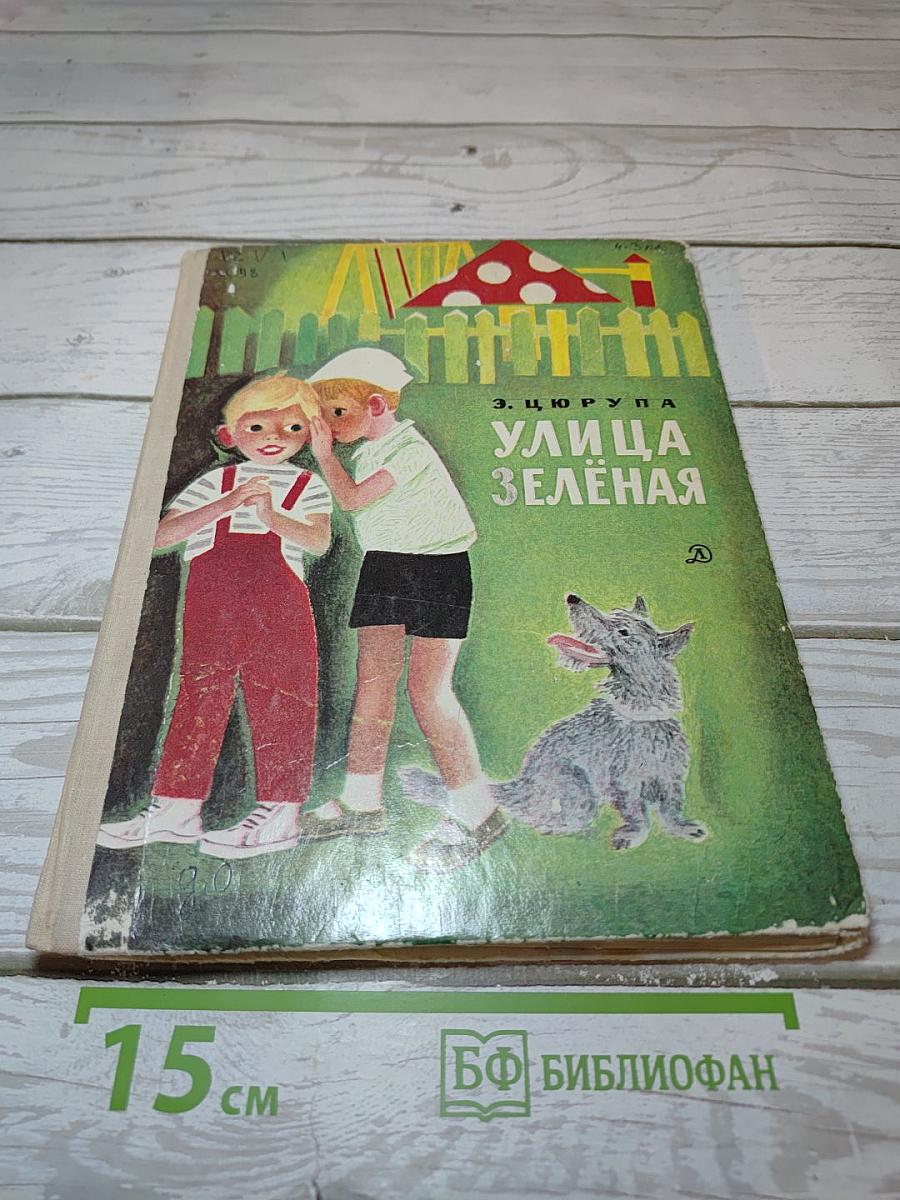 Э. ЦЮРУПА
УЛИЦА
ЗЕЛЁНАЯ
Д
15 см
БФ БИБЛИОФАН